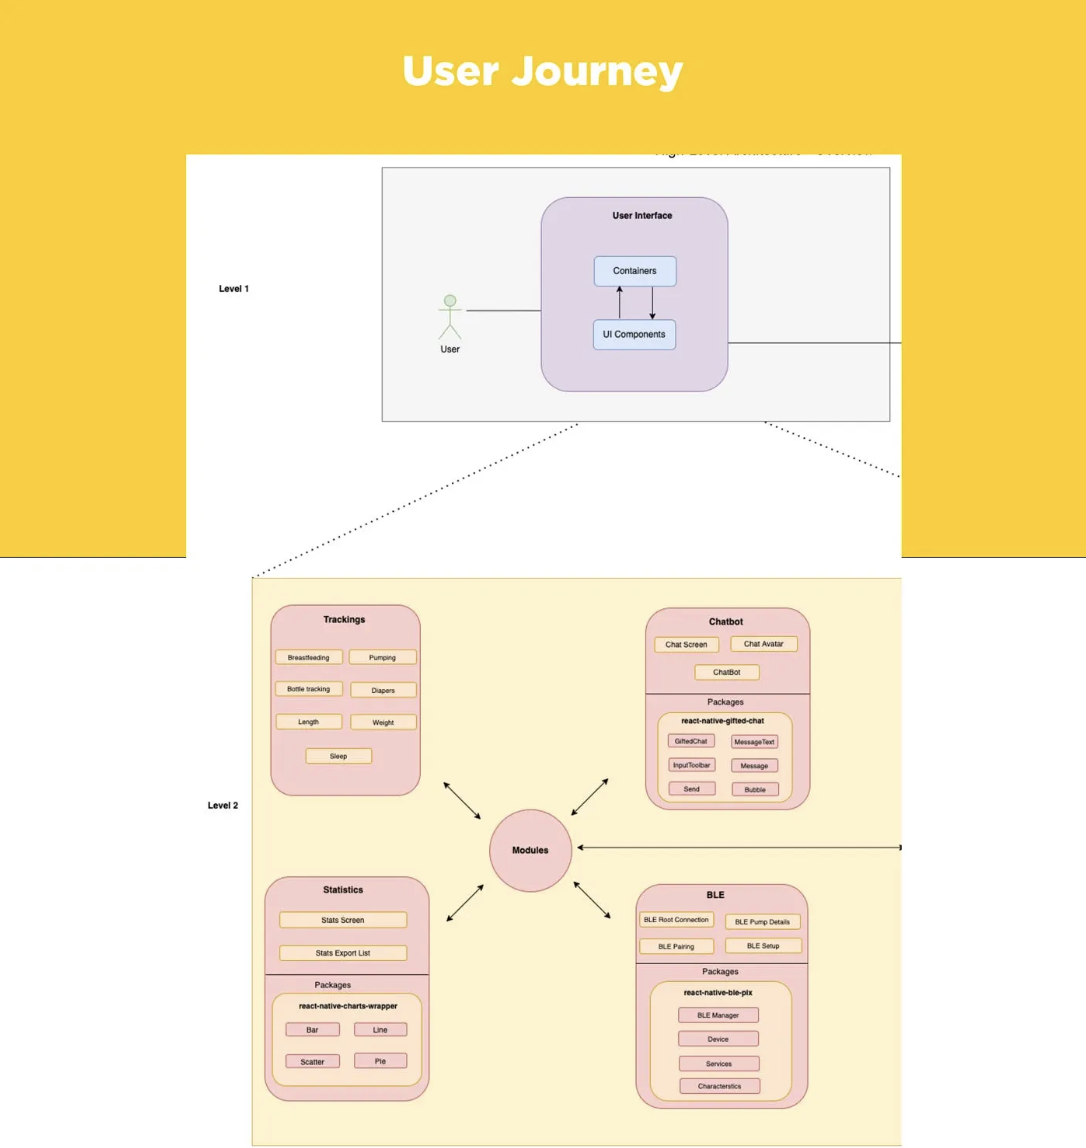 User Journey
User Interface
Containers
Level 1
UI Components
User
Trackings
Breastfeeding
Pumping
Bottle tracking
Diapers
Length
Weight
Sleep
Chatbot
Chat Screen
Chat Avatar
ChatBot
Packages
react-native-gifted-chat
GiftedChat
MessageText
InputToolbar
Message
Send
Bubble
Level 2
Modules
Statistics
Stats Screen
Stats Export List
Packages
react-native-charts-wrapper
Bar
Line
Scatter
Pie
BLE
BLE Root Connection
BLE Pump Details
BLE Pairing
BLE Setup
Packages
react-native-ble-plx
BLE Manager
Device
Services
Characterstics